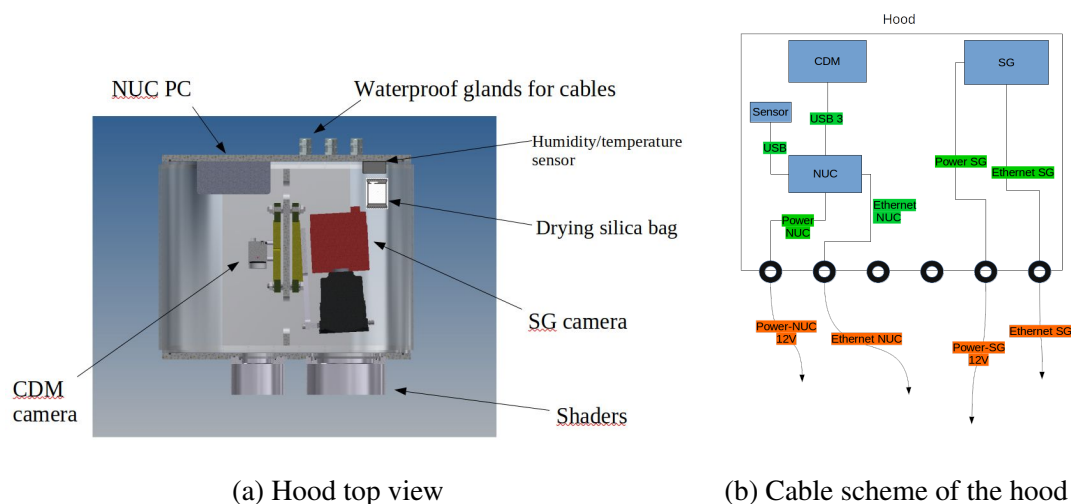 NUC PC
Waterproof glands for cables
Humidity/temperature
sensor
Drying silica bag
SG camera
CDM
camera
Shaders
(a) Hood top view
Hood
CDM
SG
Sensor
USB 3
USB
Power SG
Ethernet SG
NUC
Ethernet
NUC
Power
NUC
Power-NUC
12V
Ethernet NUC
Power-SG
12V
Ethernet SG
(b) Cable scheme of the hood